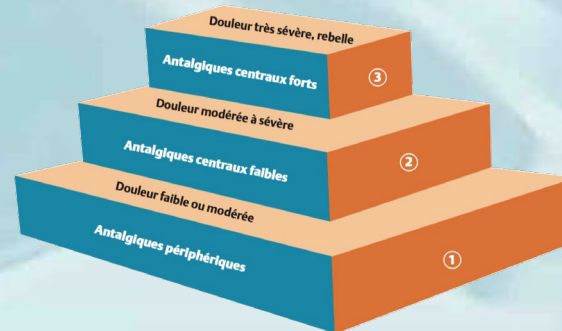 Douleur très sévère, rebelle
Antalgiques centraux forts
③
Douleur modérée à sévère
Antalgiques centraux faibles
②
Douleur faible ou modérée
Antalgiques périphériques
①